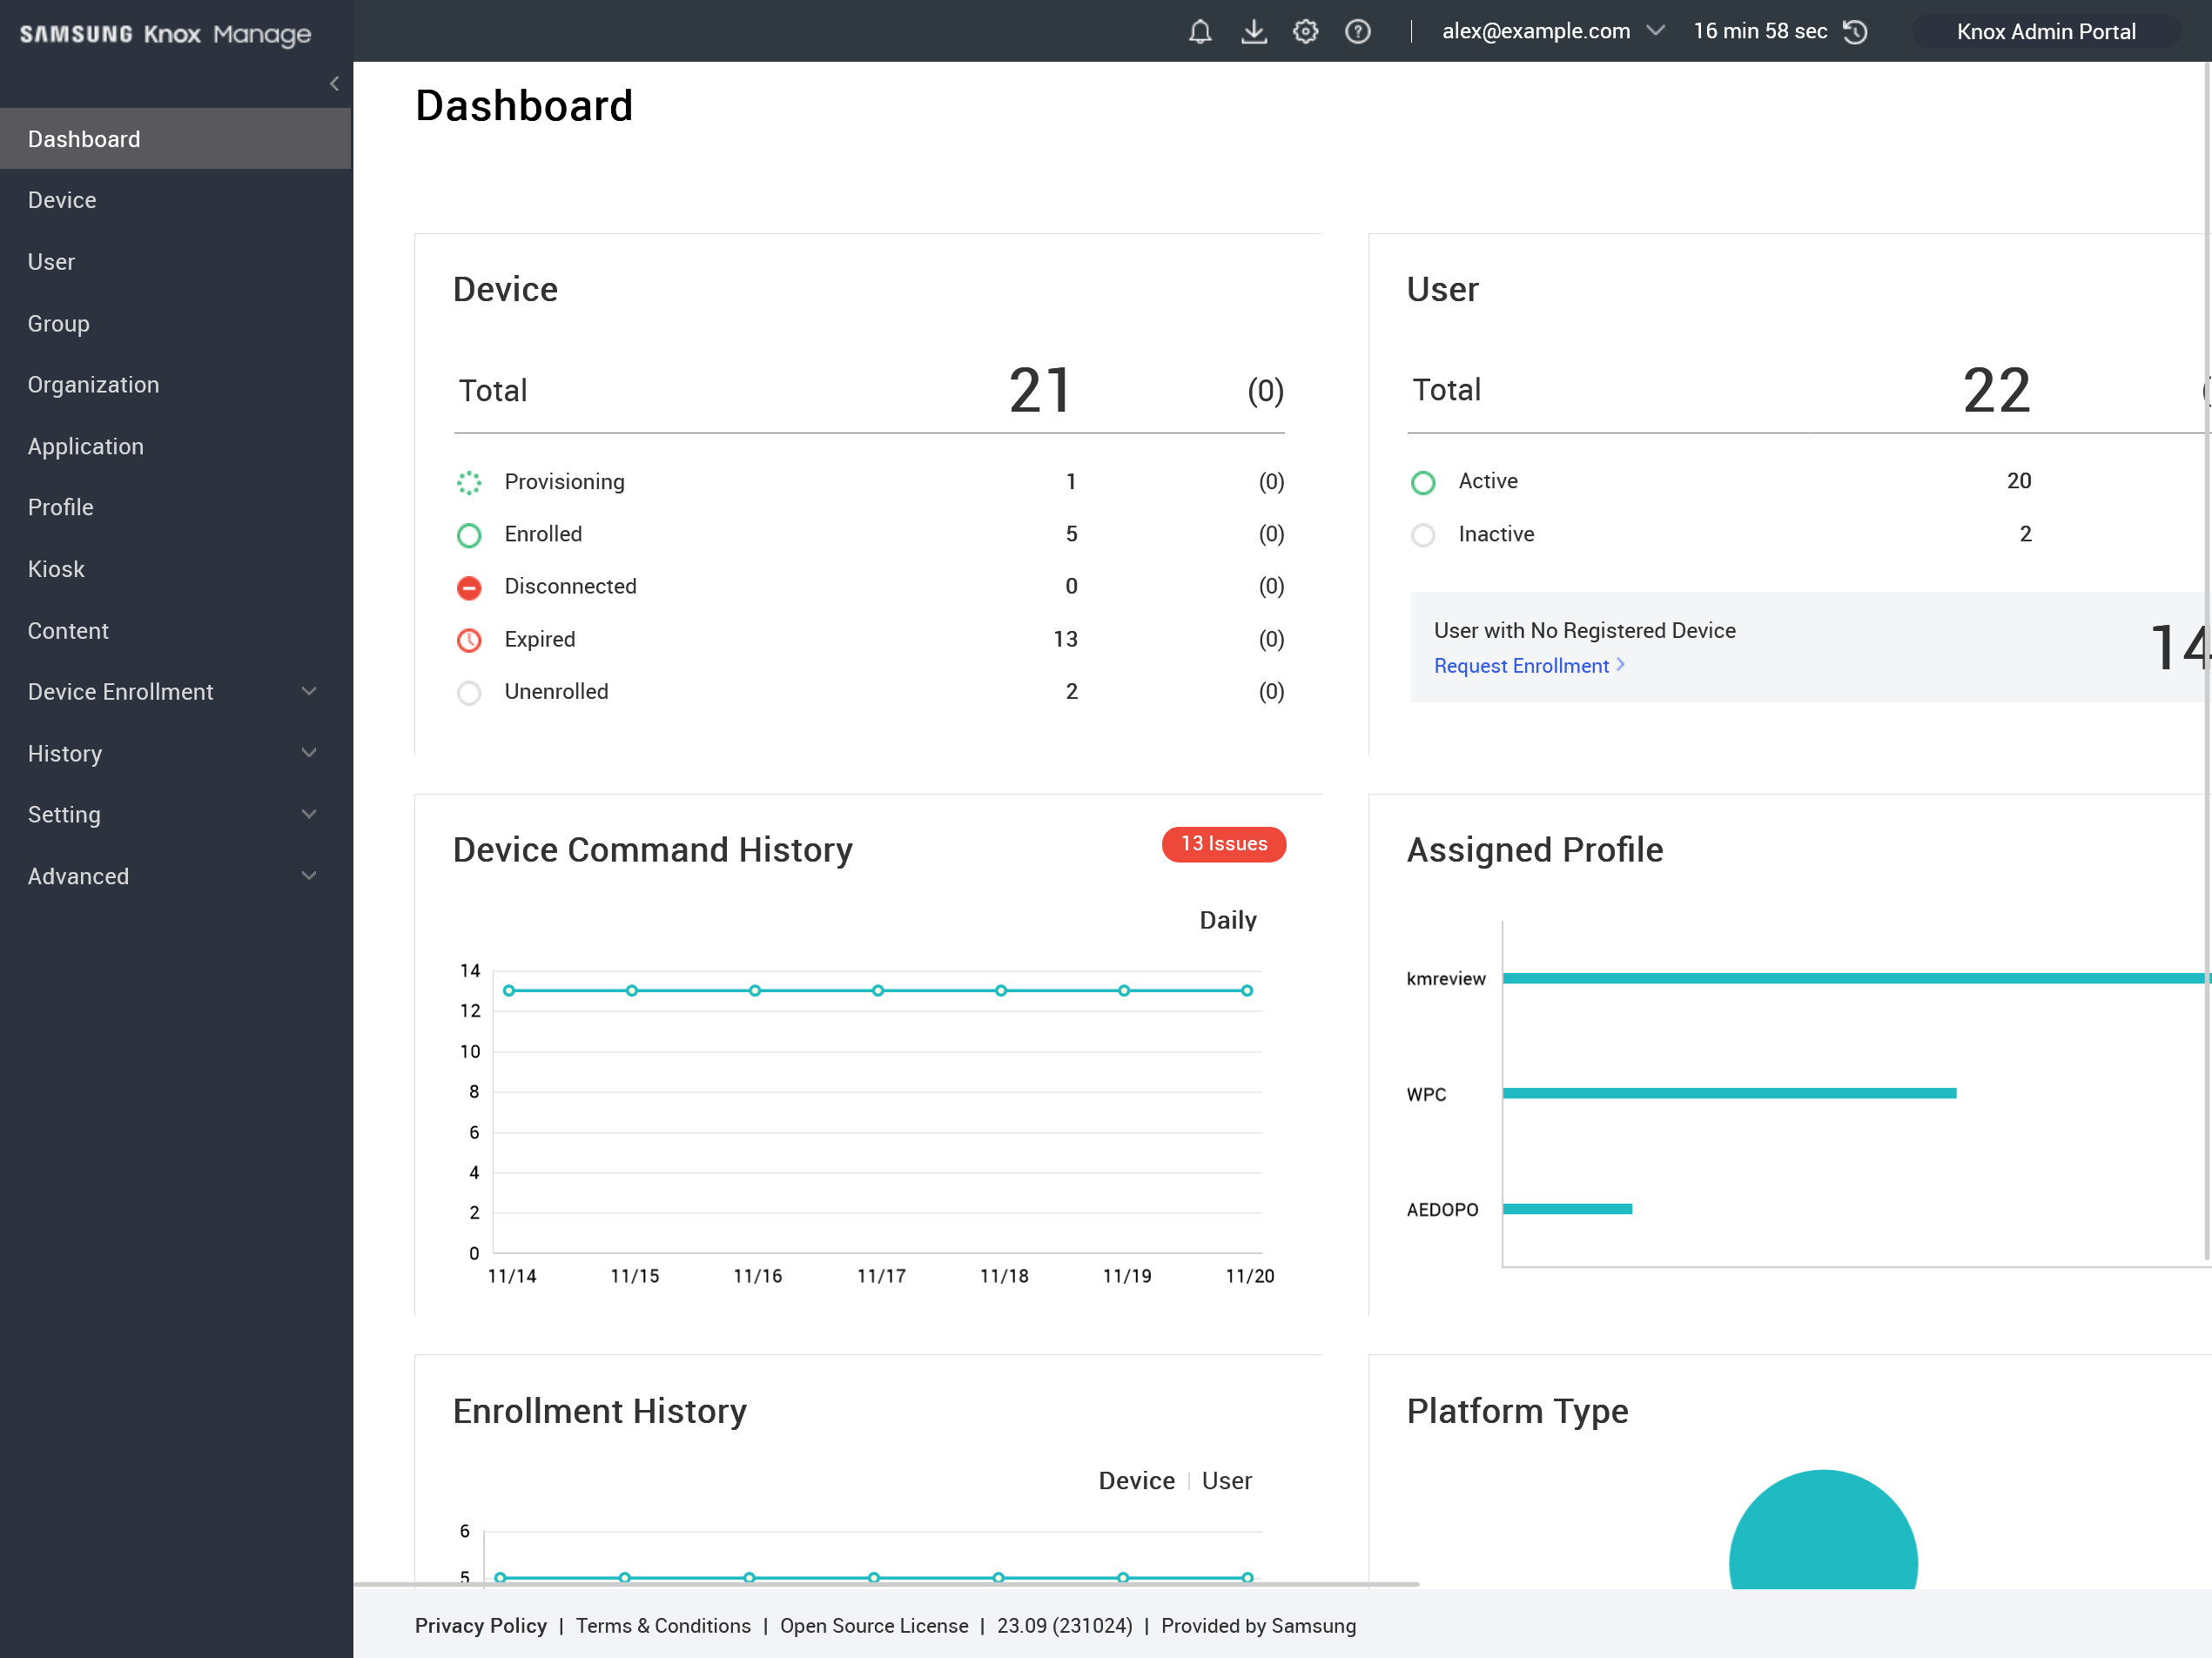 SAMSUNG Knox Manage
alex@example.com 16 min 58 sec Knox Admin Portal
Dashboard
Device
User
Group
Organization
Application
Profile
Kiosk
Content
Device Enrollment
History
Setting
Advanced
Dashboard
Device
Total 21 (0)
Provisioning 1 (0)
Enrolled 5 (0)
Disconnected 0 (0)
Expired 13 (0)
Unenrolled 2 (0)
User
Total 22
Active 20
Inactive 2
User with No Registered Device 14
Request Enrollment
Device Command History 13 Issues
Daily
14
12
10
8
6
4
2
0
11/14 11/15 11/16 11/17 11/18 11/19 11/20
Assigned Profile
kmreview
WPC
AEDOPO
Enrollment History
Device | User
6
5
Platform Type
Privacy Policy | Terms & Conditions | Open Source License | 23.09 (231024) | Provided by Samsung